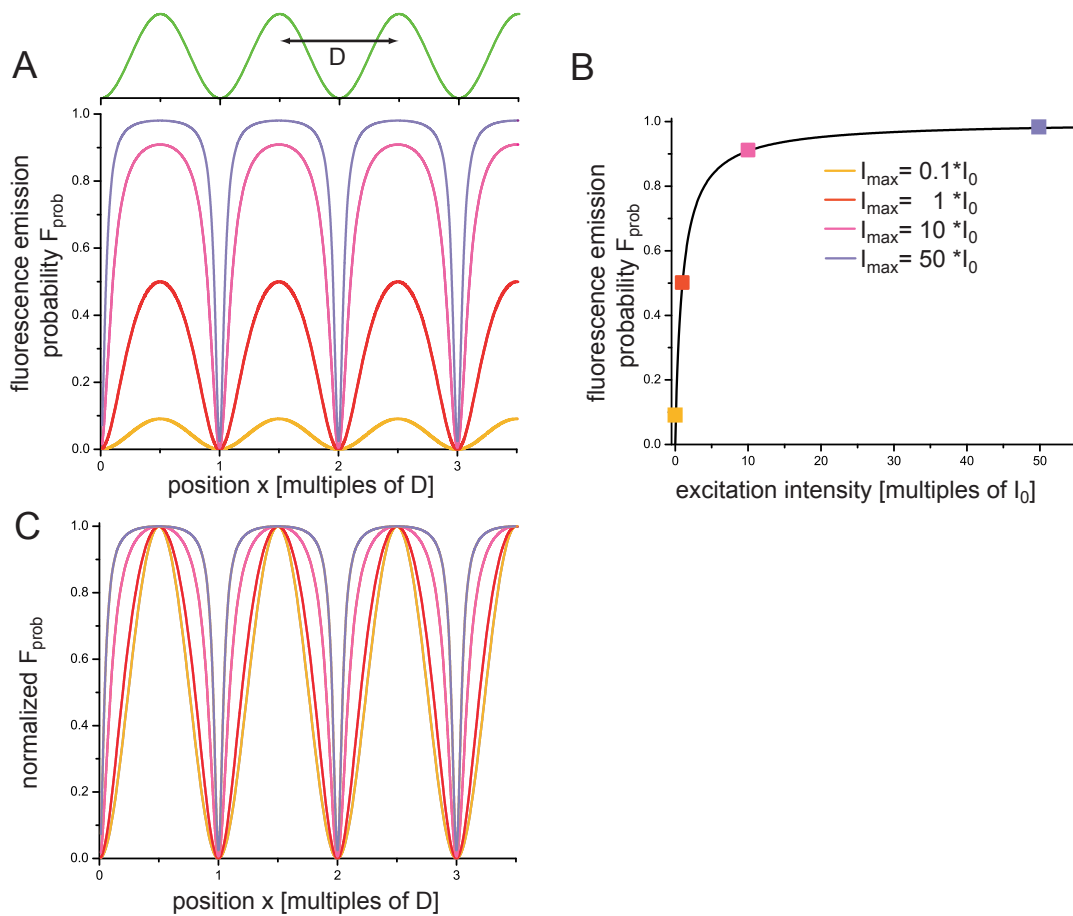 A
D
1.0
0.8
0.6
0.4
0.2
0.0
0
1
2
3
fluorescence emission
probability F_prob
position x [multiples of D]
B
1.0
0.8
0.6
0.4
0.2
0.0
0
10
20
30
40
50
fluorescence emission
probability F_prob
excitation intensity [multiples of I_0]
I_max= 0.1*I_0
I_max= 1 *I_0
I_max= 10 *I_0
I_max= 50 *I_0
C
1.0
0.8
0.6
0.4
0.2
0.0
0
1
2
3
normalized F_prob
position x [multiples of D]